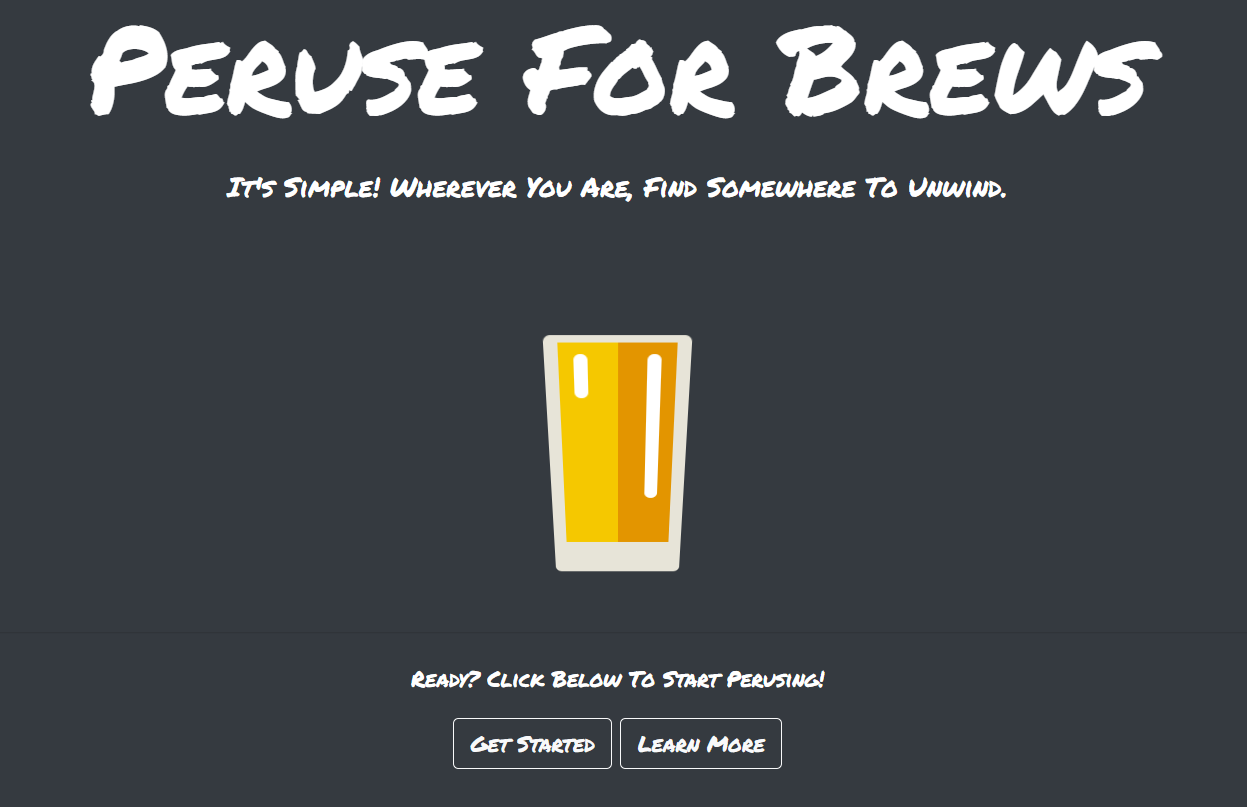 Peruse For Brews
It's Simple! Wherever You Are, Find Somewhere To Unwind.
Ready? Click Below To Start Perusing!
Get Started
Learn More